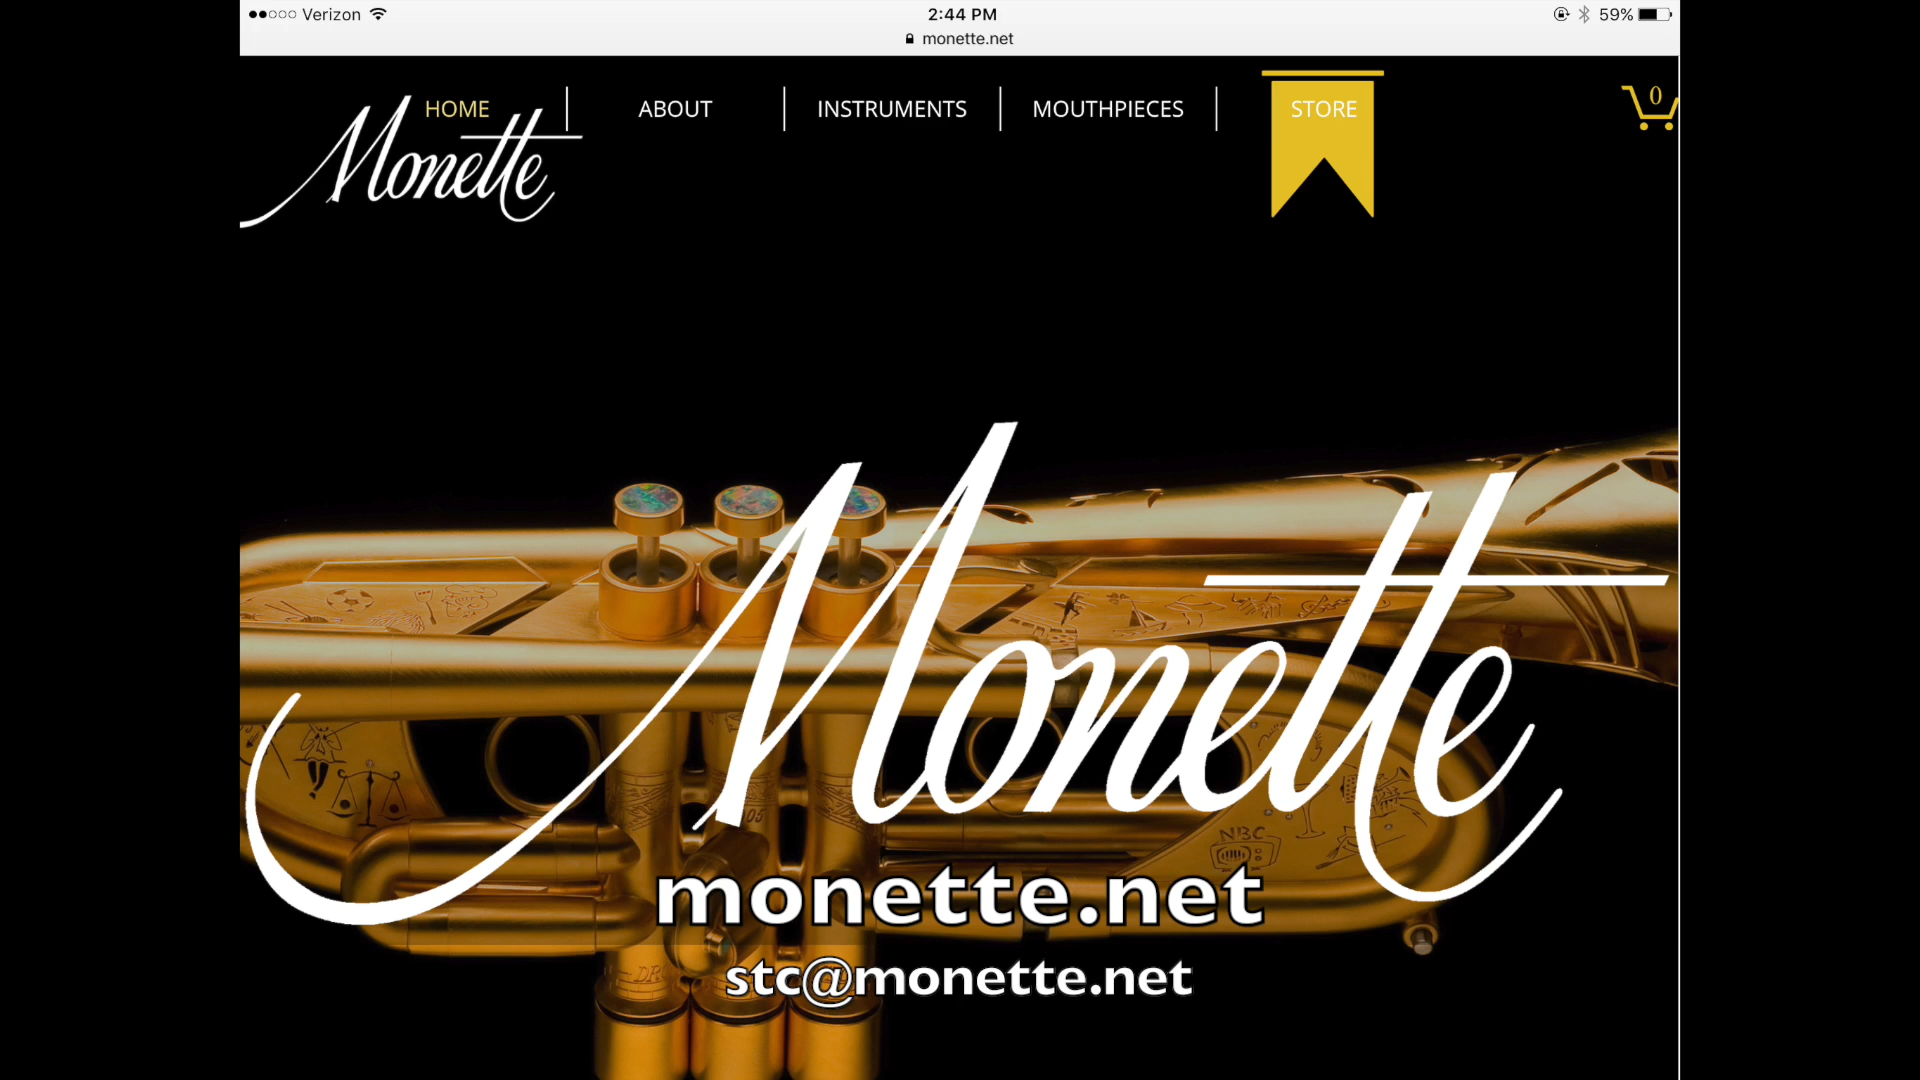 Verizon 2:44 PM 59%
monette.net
HOME ABOUT INSTRUMENTS MOUTHPIECES STORE 0
Monette
Monette
NBC
monette.net
stc@monette.net